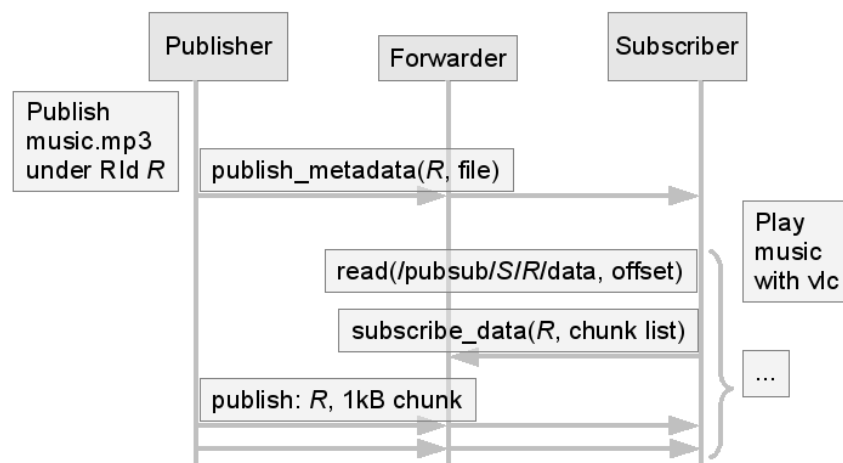 Publisher
Forwarder
Subscriber
Publish
music.mp3
under RId R
publish_metadata(R, file)
Play
music
with vlc
read(/pubsub/S/R/data, offset)
subscribe_data(R, chunk list)
...
publish: R, 1kB chunk